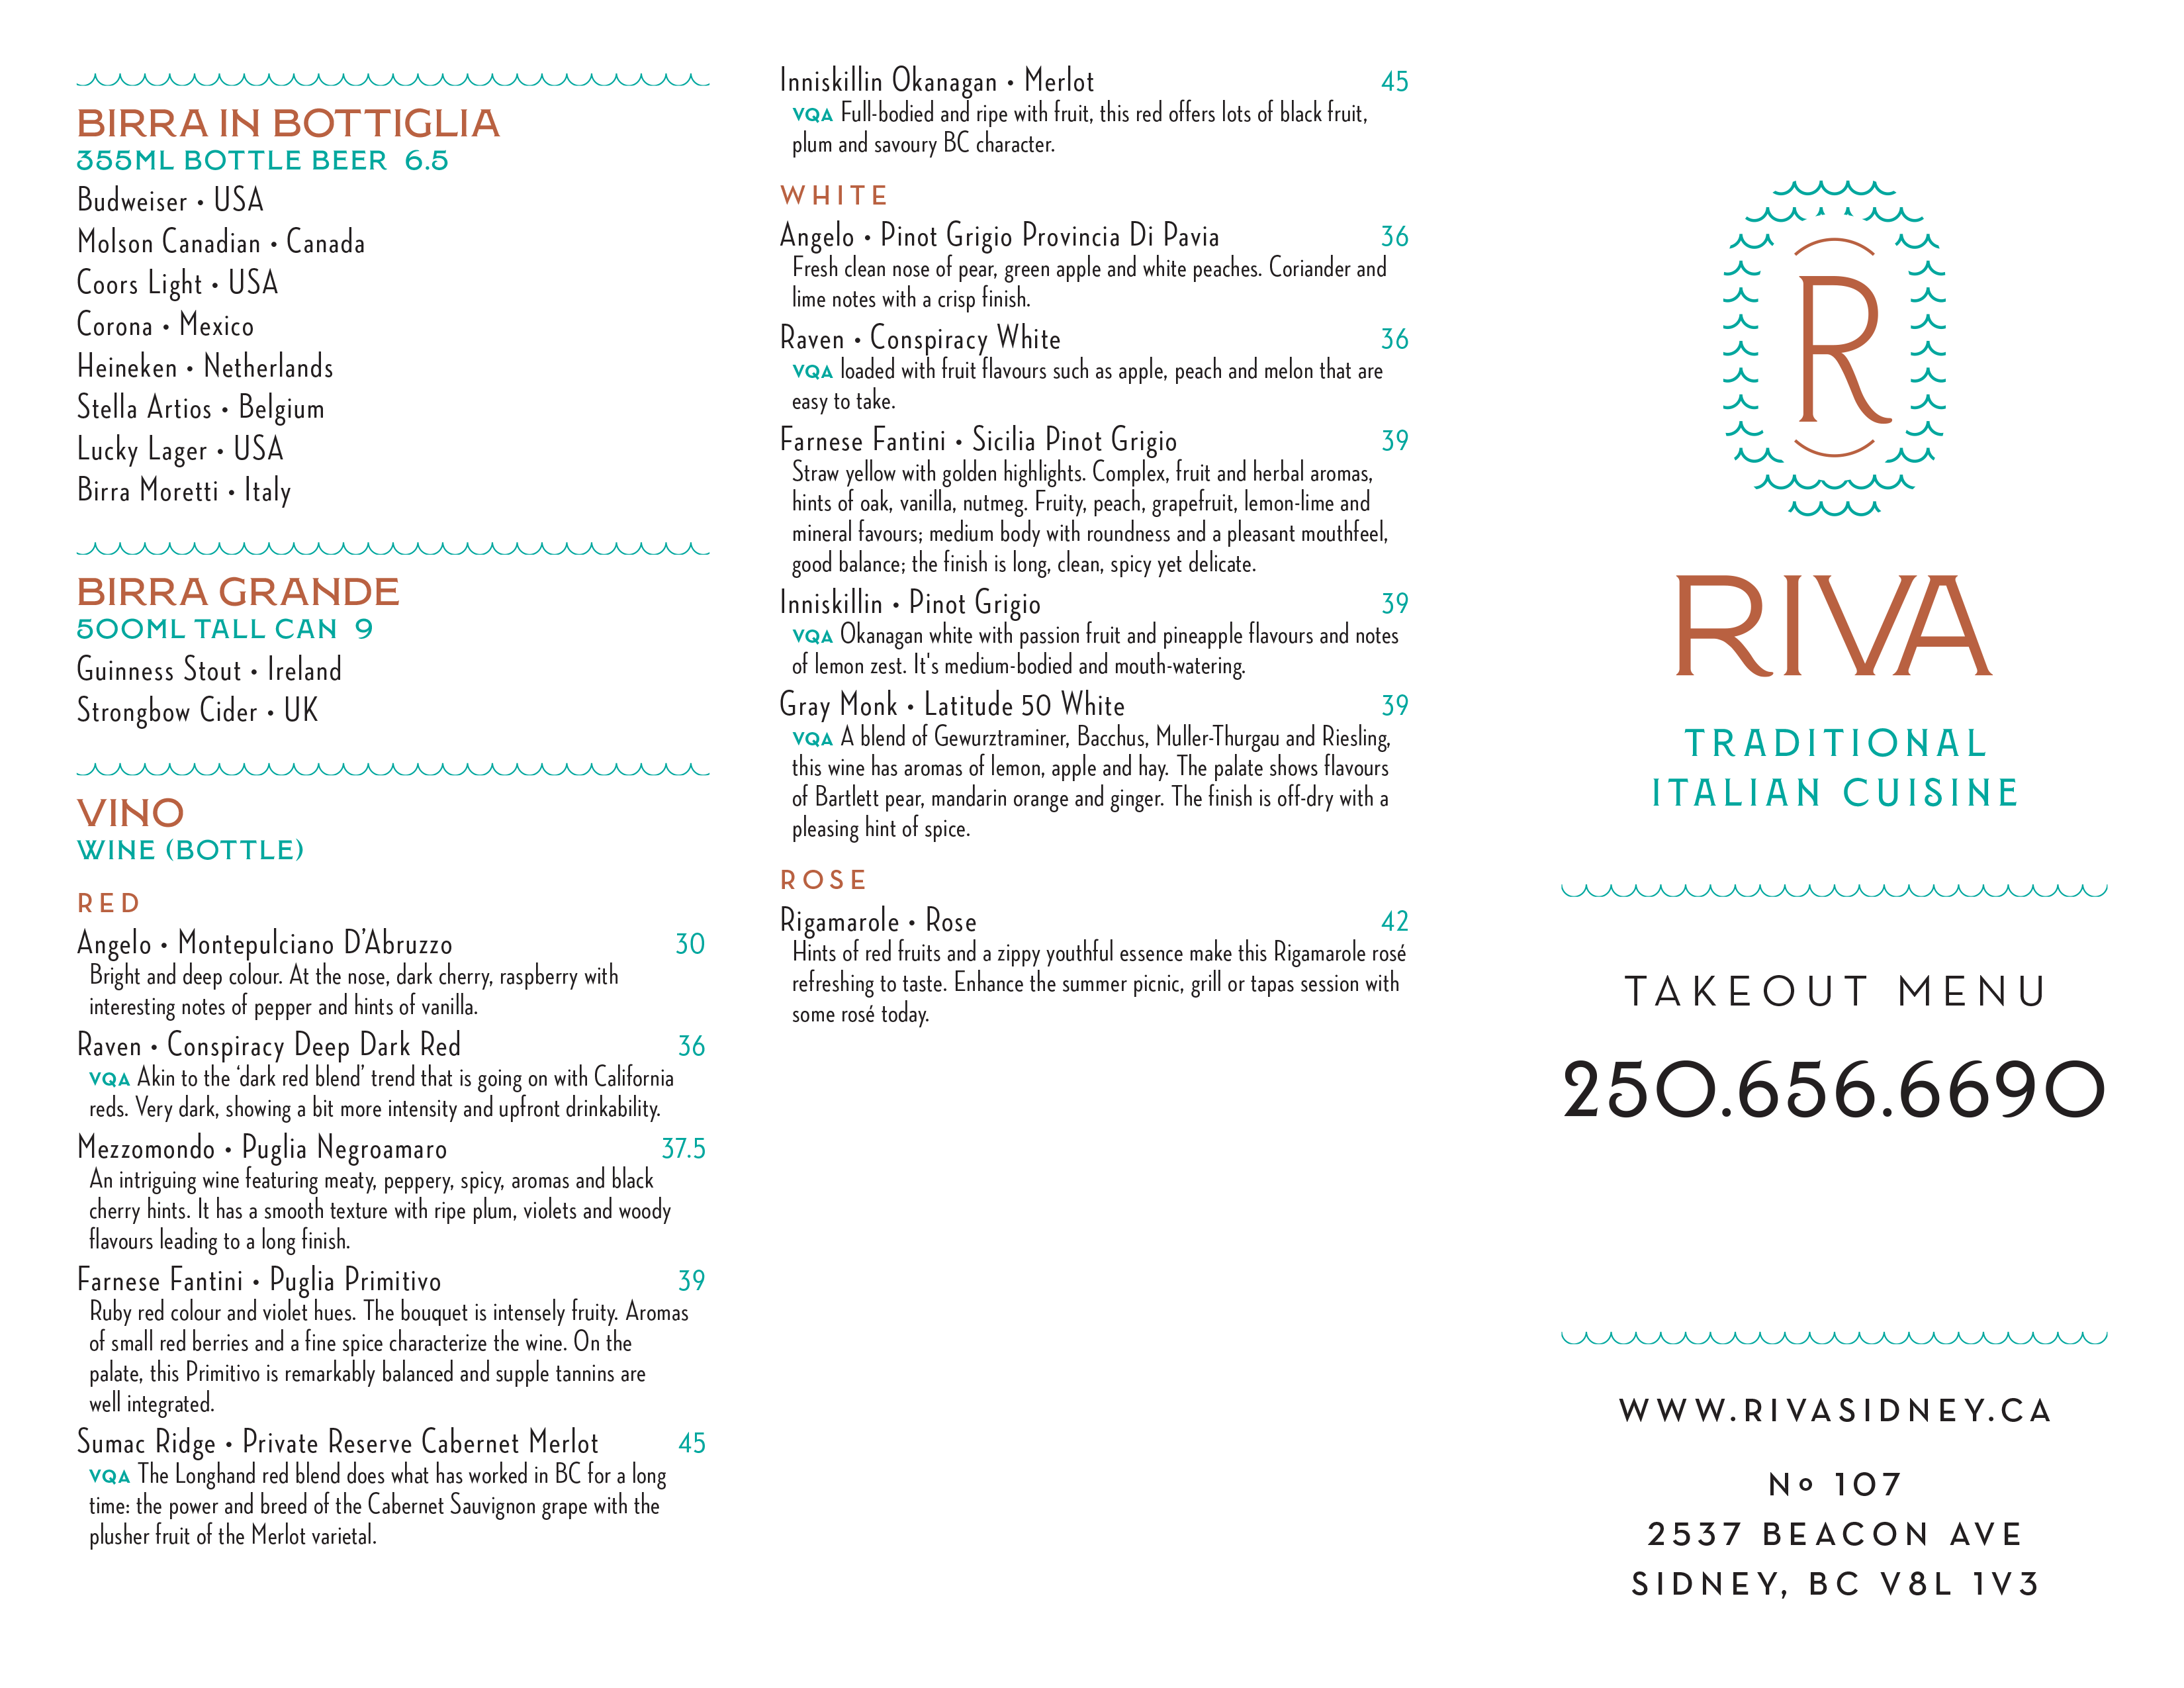 BIRRA IN BOTTIGLIA
355ML BOTTLE BEER 6.5
Budweiser • USA
Molson Canadian • Canada
Coors Light • USA
Corona • Mexico
Heineken • Netherlands
Stella Artios • Belgium
Lucky Lager • USA
Birra Moretti • Italy
BIRRA GRANDE
500ML TALL CAN 9
Guinness Stout • Ireland
Strongbow Cider • UK
VINO
WINE (BOTTLE)
RED
Angelo • Montepulciano D'Abruzzo 30
Bright and deep colour. At the nose, dark cherry, raspberry with
interesting notes of pepper and hints of vanilla.
Raven • Conspiracy Deep Dark Red 36
VQA Akin to the 'dark red blend' trend that is going on with California
reds. Very dark, showing a bit more intensity and upfront drinkability.
Mezzomondo • Puglia Negroamaro 37.5
An intriguing wine featuring meaty, peppery, spicy, aromas and black
cherry hints. It has a smooth texture with ripe plum, violets and woody
flavours leading to a long finish.
Farnese Fantini • Puglia Primitivo 39
Ruby red colour and violet hues. The bouquet is intensely fruity. Aromas
of small red berries and a fine spice characterize the wine. On the
palate, this Primitivo is remarkably balanced and supple tannins are
well integrated.
Sumac Ridge • Private Reserve Cabernet Merlot 45
VQA The Longhand red blend does what has worked in BC for a long
time: the power and breed of the Cabernet Sauvignon grape with the
plusher fruit of the Merlot varietal.
Inniskillin Okanagan • Merlot 45
VQA Full-bodied and ripe with fruit, this red offers lots of black fruit,
plum and savoury BC character.
WHITE
Angelo • Pinot Grigio Provincia Di Pavia 36
Fresh clean nose of pear, green apple and white peaches. Coriander and
lime notes with a crisp finish.
Raven • Conspiracy White 36
VQA loaded with fruit flavours such as apple, peach and melon that are
easy to take.
Farnese Fantini • Sicilia Pinot Grigio 39
Straw yellow with golden highlights. Complex, fruit and herbal aromas,
hints of oak, vanilla, nutmeg. Fruity, peach, grapefruit, lemon-lime and
mineral favours; medium body with roundness and a pleasant mouthfeel,
good balance; the finish is long, clean, spicy yet delicate.
Inniskillin • Pinot Grigio 39
VQA Okanagan white with passion fruit and pineapple flavours and notes
of lemon zest. It's medium-bodied and mouth-watering.
Gray Monk • Latitude 50 White 39
VQA A blend of Gewurztraminer, Bacchus, Muller-Thurgau and Riesling,
this wine has aromas of lemon, apple and hay. The palate shows flavours
of Bartlett pear, mandarin orange and ginger. The finish is off-dry with a
pleasing hint of spice.
ROSE
Rigamarole • Rose 42
Hints of red fruits and a zippy youthful essence make this Rigamarole rosé
refreshing to taste. Enhance the summer picnic, grill or tapas session with
some rosé today.
R
RIVA
TRADITIONAL
ITALIAN CUISINE
TAKEOUT MENU
250.656.6690
WWW.RIVASIDNEY.CA
Nº 107
2537 BEACON AVE
SIDNEY, BC V8L 1V3